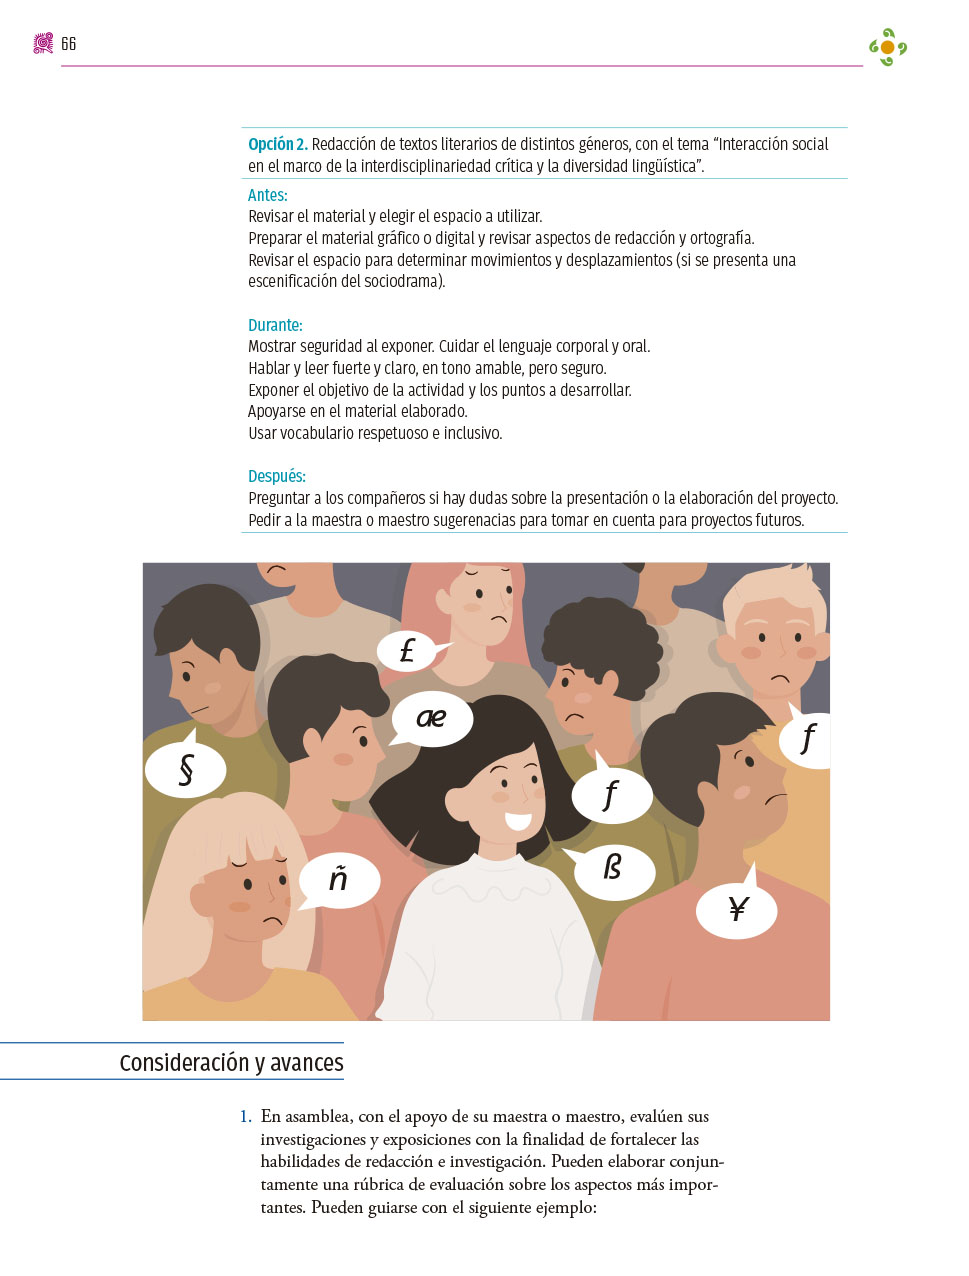 66
Opción 2. Redacción de textos literarios de distintos géneros, con el tema “Interacción social
en el marco de la interdisciplinariedad crítica y la diversidad lingüística”.
Antes:
Revisar el material y elegir el espacio a utilizar.
Preparar el material gráfico o digital y revisar aspectos de redacción y ortografía.
Revisar el espacio para determinar movimientos y desplazamientos (si se presenta una
escenificación del sociodrama).
Durante:
Mostrar seguridad al exponer. Cuidar el lenguaje corporal y oral.
Hablar y leer fuerte y claro, en tono amable, pero seguro.
Exponer el objetivo de la actividad y los puntos a desarrollar.
Apoyarse en el material elaborado.
Usar vocabulario respetuoso e inclusivo.
Después:
Preguntar a los compañeros si hay dudas sobre la presentación o la elaboración del proyecto.
Pedir a la maestra o maestro sugerenacias para tomar en cuenta para proyectos futuros.
£
æ
ƒ
§
ƒ
ß
ñ
¥
Consideración y avances
1. En asamblea, con el apoyo de su maestra o maestro, evalúen sus
investigaciones y exposiciones con la finalidad de fortalecer las
habilidades de redacción e investigación. Pueden elaborar conjun-
tamente una rúbrica de evaluación sobre los aspectos más impor-
tantes. Pueden guiarse con el siguiente ejemplo: